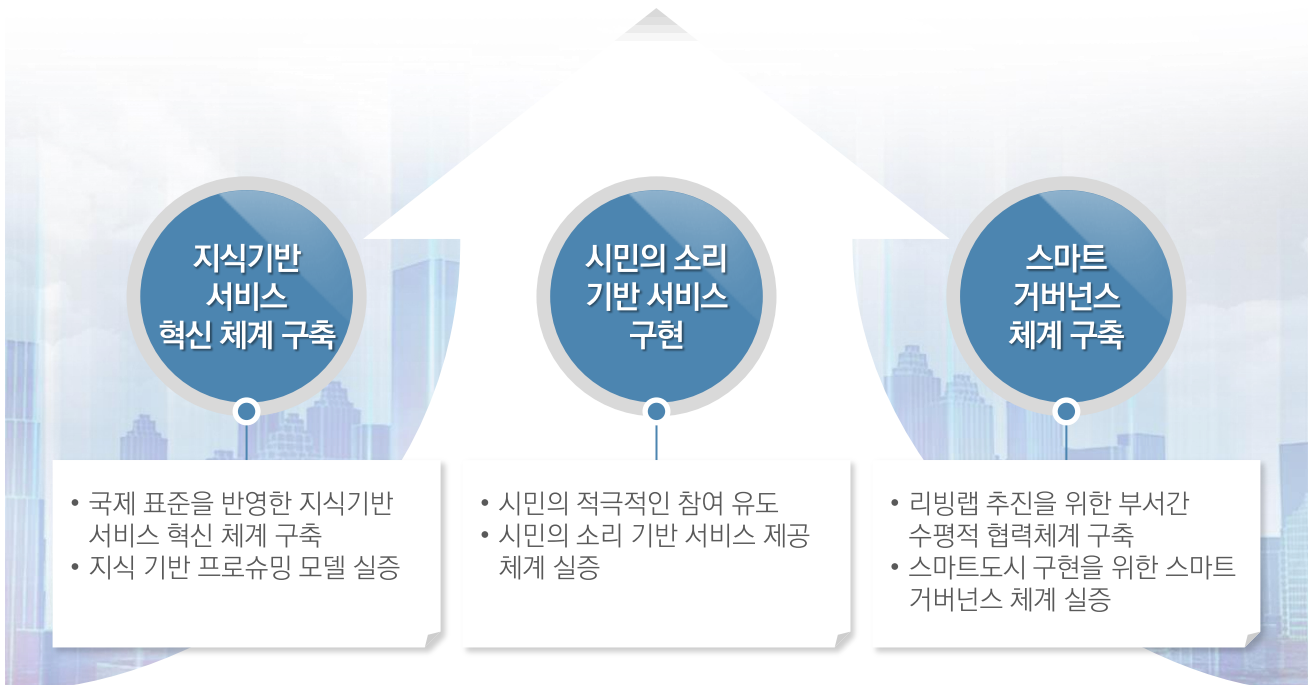 지식기반
서비스
혁신 체계 구축
시민의 소리
기반 서비스
구현
스마트
거버넌스
체계 구축
• 국제 표준을 반영한 지식기반
서비스 혁신 체계 구축
• 지식 기반 프로슈밍 모델 실증
• 시민의 적극적인 참여 유도
• 시민의 소리 기반 서비스 제공
체계 실증
• 리빙랩 추진을 위한 부서간
수평적 협력체계 구축
• 스마트도시 구현을 위한 스마트
거버넌스 체계 실증